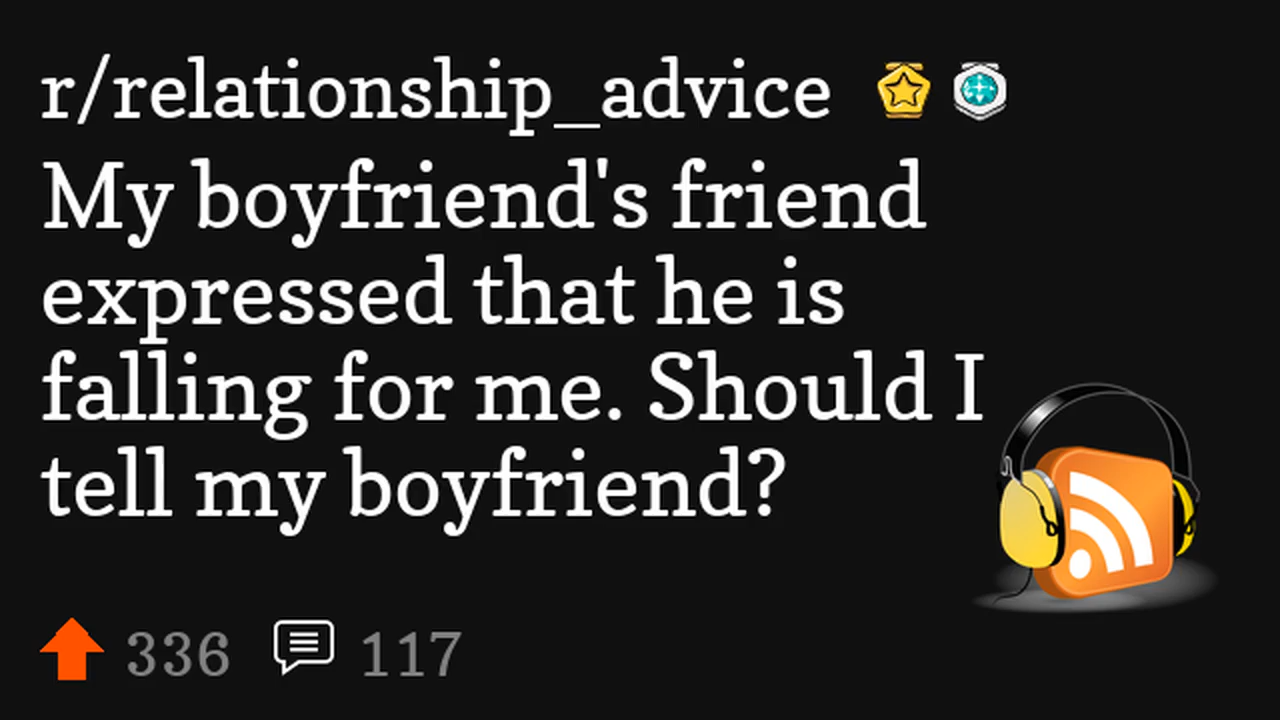 r/relationship_advice
My boyfriend's friend
expressed that he is
falling for me. Should I
tell my boyfriend?
336 117